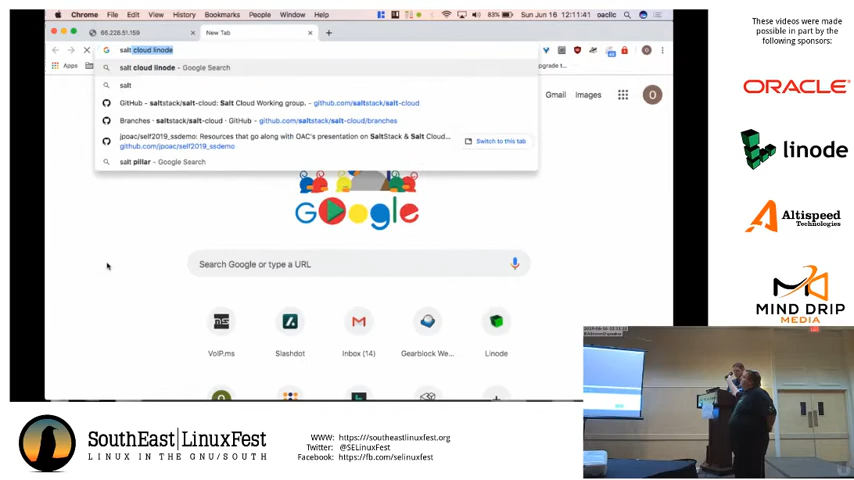 Chrome File Edit View History Bookmarks People Window Help
83% Sun Jun 16 12:11:41 oaclic
66.228.51.159
New Tab
salt cloud linode
Apps
salt cloud linode - Google Search
salt
GitHub - saltstack/salt-cloud: Salt Cloud Working group. - github.com/saltstack/salt-cloud
Branches · saltstack/salt-cloud · GitHub - github.com/saltstack/salt-cloud/branches
jpoac/self2019_ssdemo: Resources that go along with OAC's presentation on SaltStack & Salt Cloud...
github.com/jpoac/self2019_ssdemo
Switch to this tab
salt pillar - Google Search
Gmail Images
Google
Search Google or type a URL
VoIP.ms
Slashdot
Inbox (14)
Gearblock We...
Linode
These videos were made
possible in part by the
following sponsors:
ORACLE
linode
Altispeed
Technologies
MIND DRIP
MEDIA
SouthEast|LinuxFest
LINUX IN THE GNU/SOUTH
WWW: https://southeastlinuxfest.org
Twitter: @SELinuxFest
Facebook: https://fb.com/selinuxfest